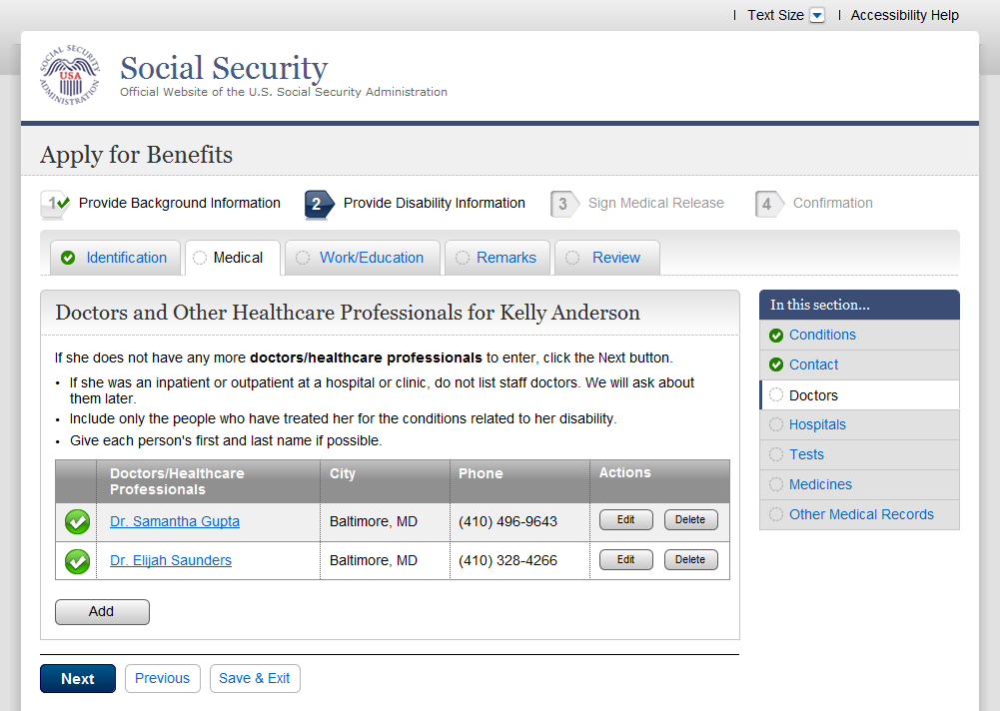 Text Size
Accessibility Help
SOCIAL SECURITY
USA
ADMINISTRATION
Social Security
Official Website of the U.S. Social Security Administration
Apply for Benefits
1 Provide Background Information
2 Provide Disability Information
3 Sign Medical Release
4 Confirmation
Identification
Medical
Work/Education
Remarks
Review
Doctors and Other Healthcare Professionals for Kelly Anderson
If she does not have any more doctors/healthcare professionals to enter, click the Next button.
• If she was an inpatient or outpatient at a hospital or clinic, do not list staff doctors. We will ask about
them later.
• Include only the people who have treated her for the conditions related to her disability.
• Give each person's first and last name if possible.
Doctors/Healthcare
Professionals
City
Phone
Actions
Dr. Samantha Gupta Baltimore, MD (410) 496-9643 Edit Delete
Dr. Elijah Saunders Baltimore, MD (410) 328-4266 Edit Delete
Add
Next Previous Save & Exit
In this section...
Conditions
Contact
Doctors
Hospitals
Tests
Medicines
Other Medical Records